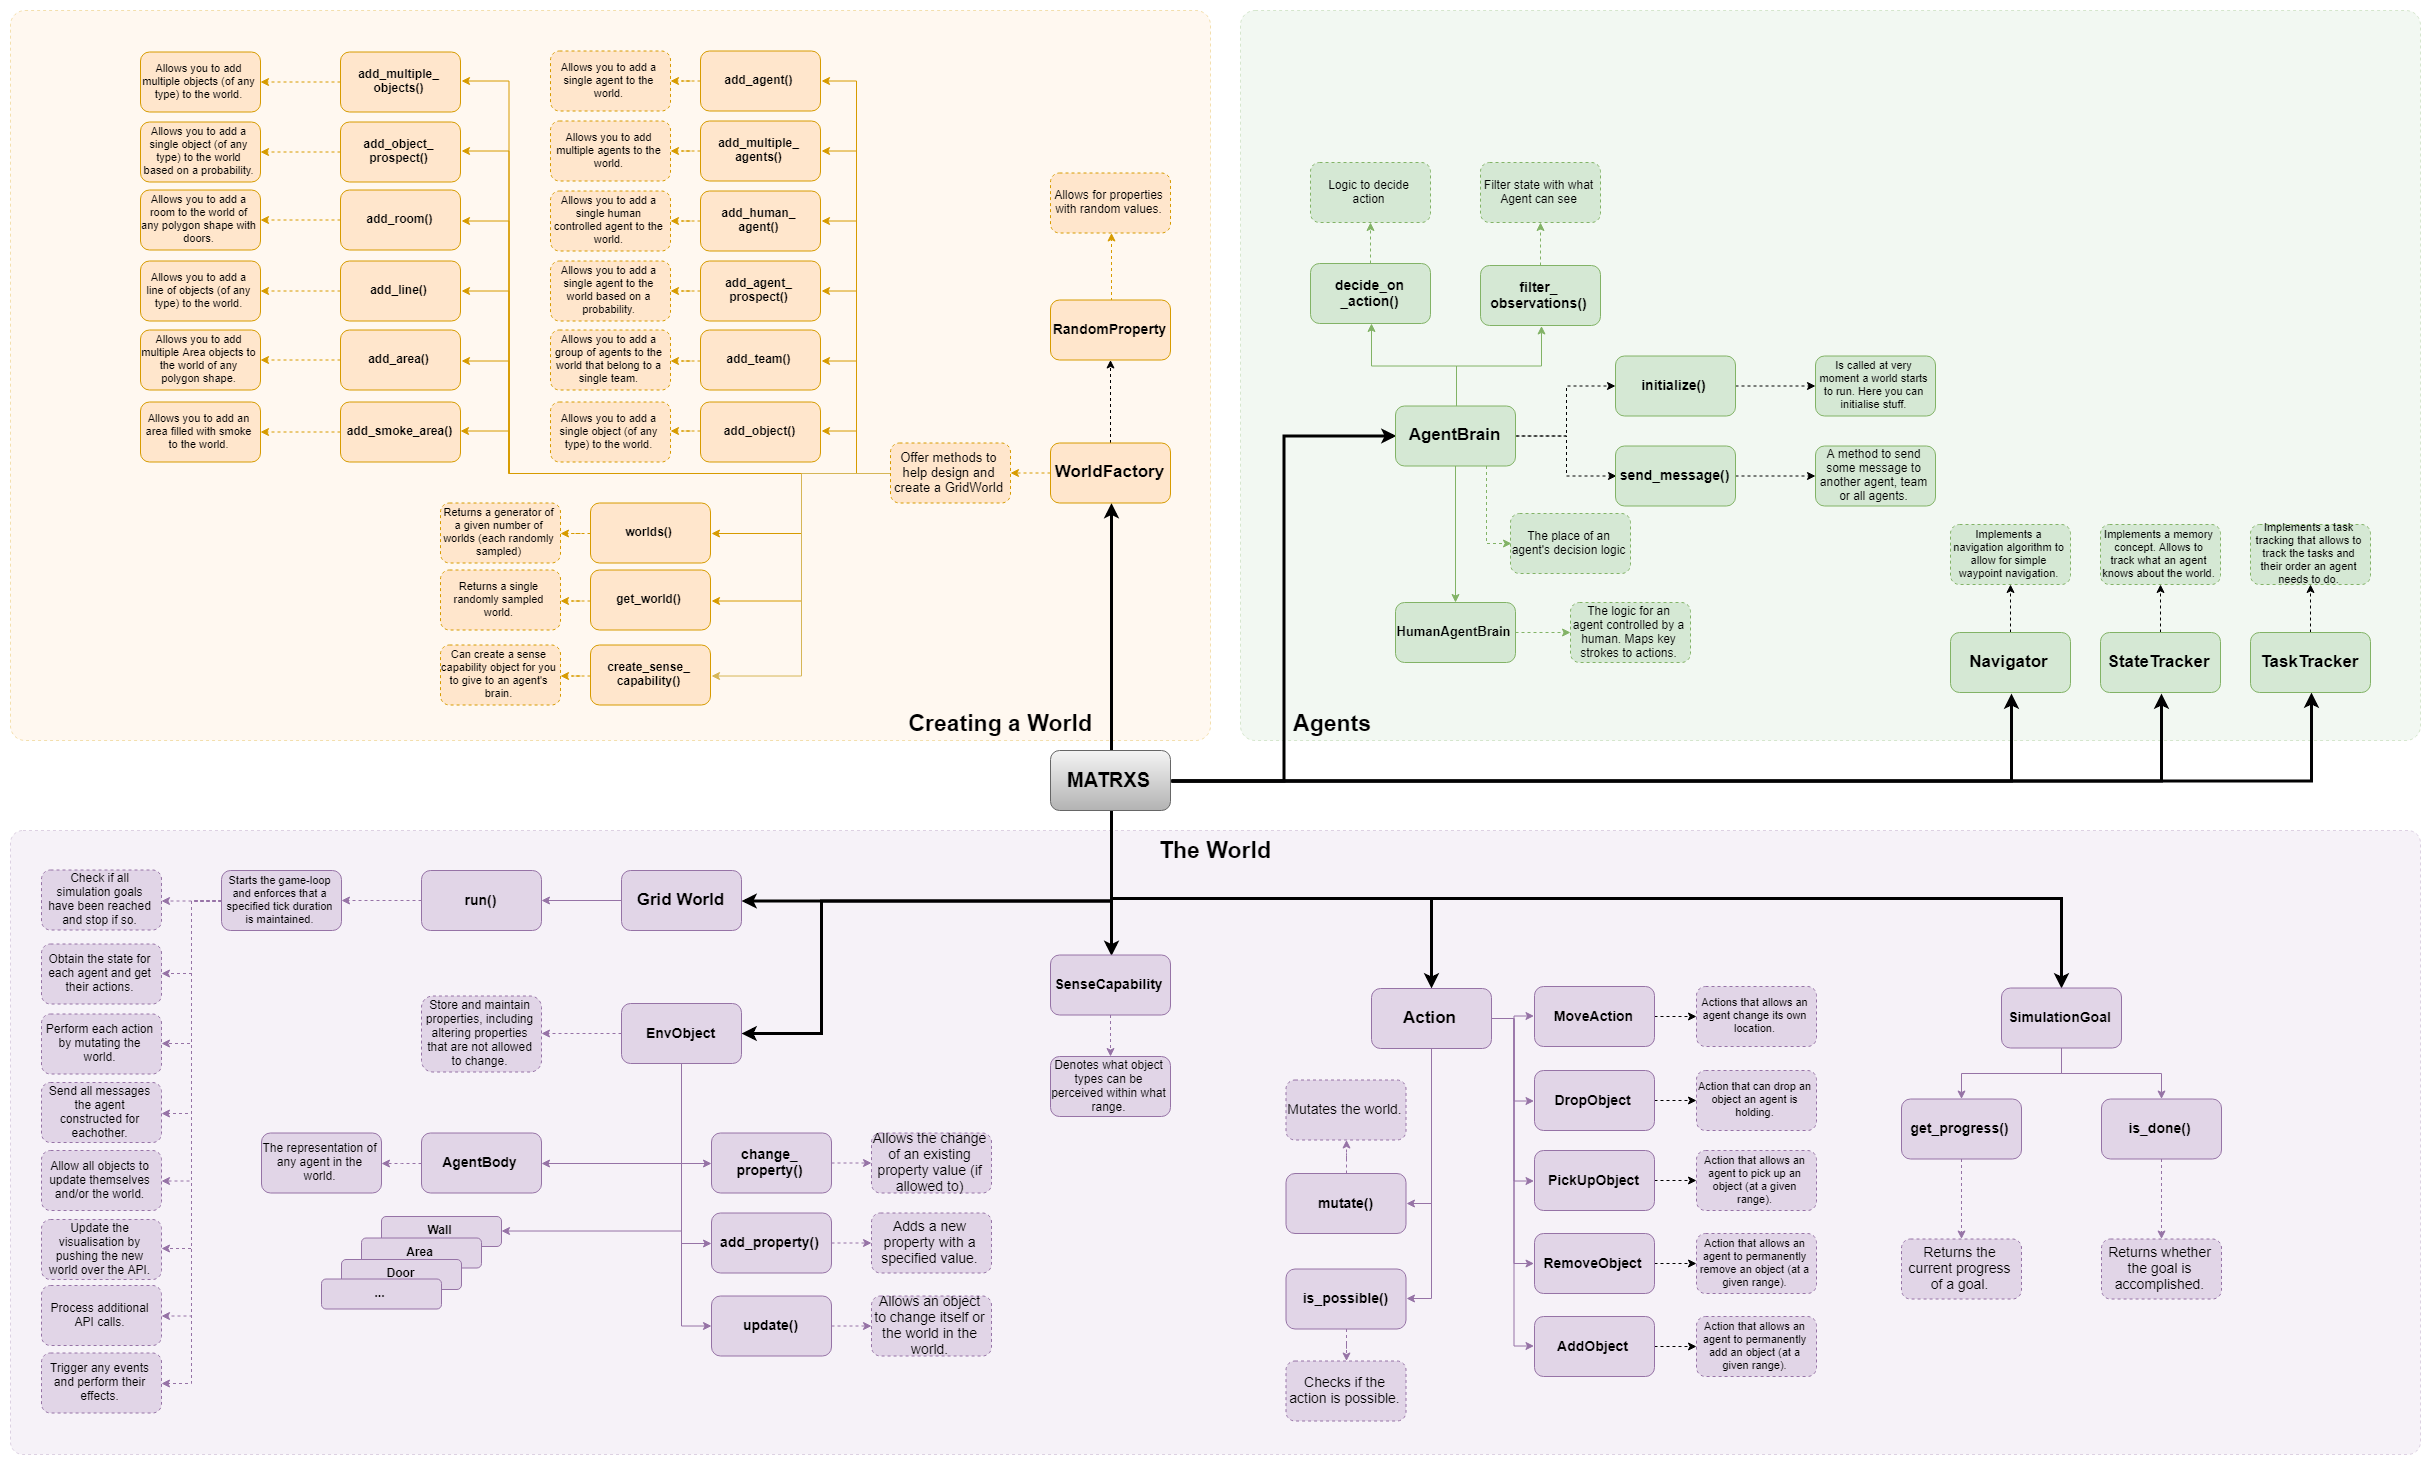 Allows you to add
multiple objects (of any
type) to the world.
add_multiple_
objects()
Allows you to add a
single agent to the
world.
add_agent()
Allows you to add a
single object (of any
type) to the world
based on a probability.
add_object_
prospect()
Allows you to add
multiple agents to the
world.
add_multiple_
agents()
Allows you to add a
room to the world of
any polygon shape with
doors.
add_room()
Allows you to add a
single human
controlled agent to the
world.
add_human_
agent()
Allows you to add a
line of objects (of any
type) to the world.
add_line()
Allows you to add a
single agent to the
world based on a
probability.
add_agent_
prospect()
Allows you to add
multiple Area objects to
the world of any
polygon shape.
add_area()
Allows you to add a
group of agents to the
world that belong to a
single team.
add_team()
Allows you to add an
area filled with smoke
to the world.
add_smoke_area()
Allows you to add a
single object (of any
type) to the world.
add_object()
Allows for properties
with random values.
RandomProperty
Offer methods to
help design and
create a GridWorld
WorldFactory
Returns a generator of
a given number of
worlds (each randomly
sampled)
worlds()
Returns a single
randomly sampled
world.
get_world()
Can create a sense
capability object for you
to give to an agent's
brain.
create_sense_
capability()
Creating a World
Logic to decide
action
Filter state with what
Agent can see
decide_on
_action()
filter_
observations()
AgentBrain
initialize()
Is called at very
moment a world starts
to run. Here you can
initialise stuff.
send_message()
A method to send
some message to
another agent, team
or all agents.
The place of an
agent's decision logic
HumanAgentBrain
The logic for an
agent controlled by a
human. Maps key
strokes to actions.
Implements a
navigation algorithm to
allow for simple
waypoint navigation.
Implements a memory
concept. Allows to
track what an agent
knows about the world.
Implements a task
tracking that allows to
track the tasks and
their order an agent
needs to do.
Navigator
StateTracker
TaskTracker
Agents
MATRXS
The World
Check if all
simulation goals
have been reached
and stop if so.
Starts the game-loop
and enforces that a
specified tick duration
is maintained.
run()
Grid World
Obtain the state for
each agent and get
their actions.
Perform each action
by mutating the
world.
Send all messages
the agent
constructed for
eachother.
Allow all objects to
update themselves
and/or the world.
Update the
visualisation by
pushing the new
world over the API.
Process additional
API calls.
Trigger any events
and perform their
effects.
Store and maintain
properties, including
altering properties
that are not allowed
to change.
EnvObject
The representation of
any agent in the
world.
AgentBody
Wall
Area
Door
...
change_
property()
Allows the change
of an existing
property value (if
allowed to)
add_property()
Adds a new
property with a
specified value.
update()
Allows an object
to change itself or
the world in the
world.
SenseCapability
Denotes what object
types can be
perceived within what
range.
Action
Mutates the world.
mutate()
is_possible()
Checks if the
action is possible.
MoveAction
Actions that allows an
agent change its own
location.
DropObject
Action that can drop an
object an agent is
holding.
PickUpObject
Action that allows an
agent to pick up an
object (at a given
range).
RemoveObject
Action that allows an
agent to permanently
remove an object (at a
given range).
AddObject
Action that allows an
agent to permanently
add an object (at a
given range).
SimulationGoal
get_progress()
is_done()
Returns the
current progress
of a goal.
Returns whether
the goal is
accomplished.